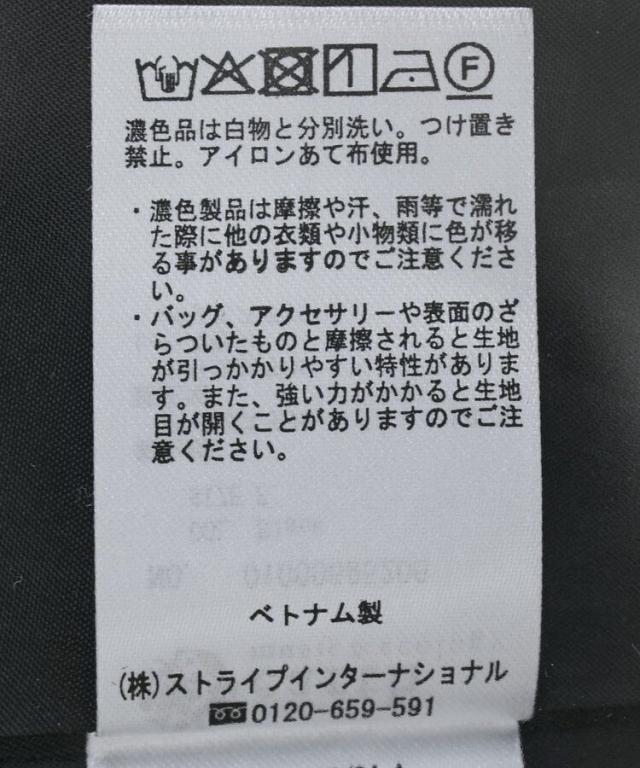 F
濃色品は白物と分別洗い。つけ置き
禁止。アイロンあて布使用。
・濃色製品は摩擦や汗、雨等で濡れ
た際に他の衣類や小物類に色が移
る事がありますのでご注意くださ
い。
・バッグ、アクセサリーや表面のざ
らついたものと摩擦されると生地
が引っかかりやすい特性がありま
す。また、強い力がかかると生地
目が開くことがありますのでご注
意ください。
ベトナム製
(株)ストライプインターナショナル
0120-659-591